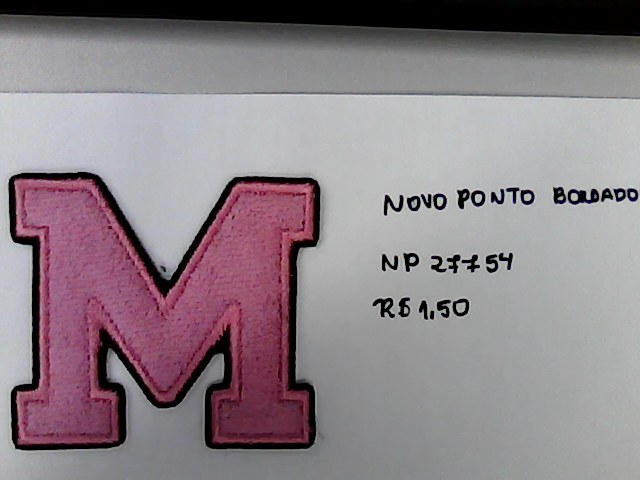 M
NOVO PONTO BORDADO
NP 27754
R$ 1,50